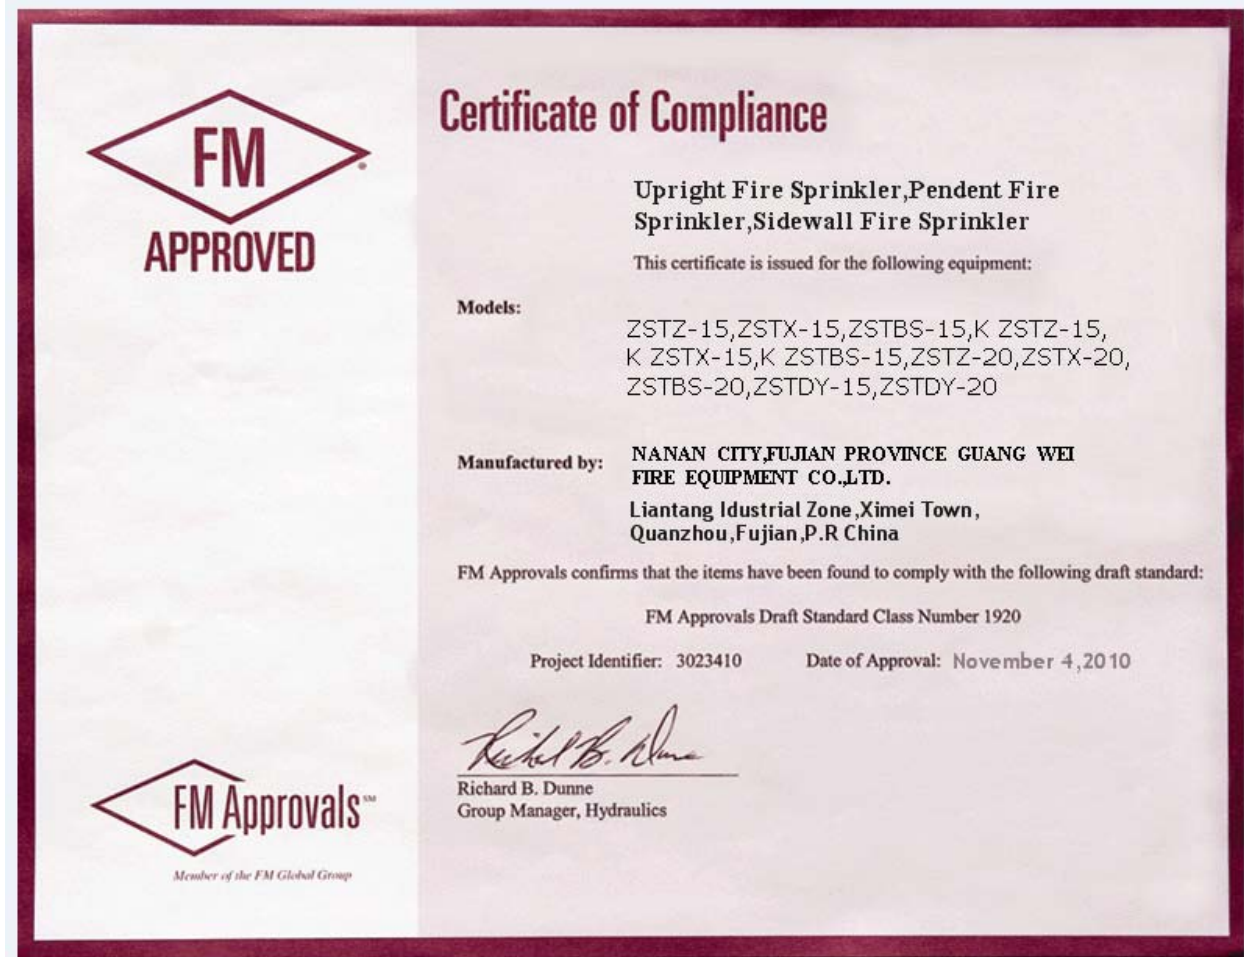 FM
APPROVED
Certificate of Compliance
Upright Fire Sprinkler,Pendent Fire
Sprinkler,Sidewall Fire Sprinkler
This certificate is issued for the following equipment:
Models:
ZSTZ-15,ZSTX-15,ZSTBS-15,K ZSTZ-15,
K ZSTX-15,K ZSTBS-15,ZSTZ-20,ZSTX-20,
ZSTBS-20,ZSTDY-15,ZSTDY-20
Manufactured by:
NANAN CITY,FUJIAN PROVINCE GUANG WEI
FIRE EQUIPMENT CO.,LTD.
Liantang Idustrial Zone,Ximei Town,
Quanzhou,Fujian,P.R China
FM Approvals confirms that the items have been found to comply with the following draft standard:
FM Approvals Draft Standard Class Number 1920
Project Identifier: 3023410 Date of Approval: November 4,2010
Richard B. Dunne
Richard B. Dunne
Group Manager, Hydraulics
FM Approvals℠
Member of the FM Global Group